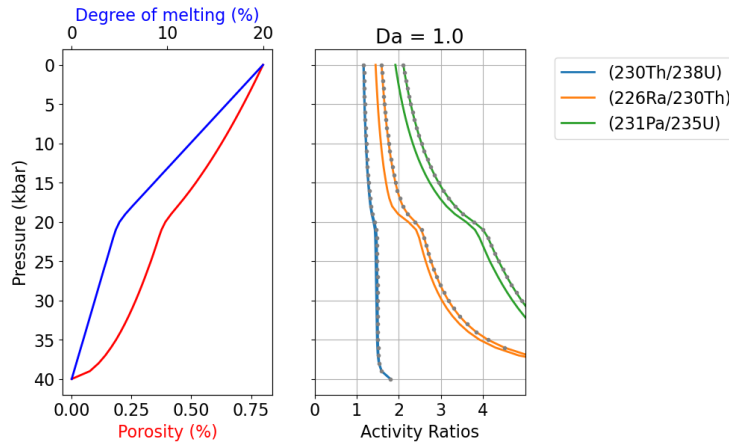 Degree of melting (%)
0 10 20
Da = 1.0
Pressure (kbar)
0
5
10
15
20
25
30
35
40
0.00 0.25 0.50 0.75
Porosity (%)
0 1 2 3 4
Activity Ratios
(230Th/238U)
(226Ra/230Th)
(231Pa/235U)